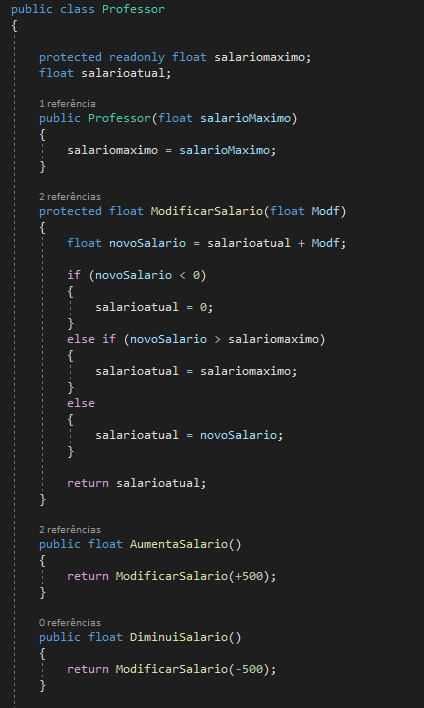 public class Professor
{
protected readonly float salariomaximo;
float salarioatual;
1 referência
public Professor(float salarioMaximo)
{
salariomaximo = salarioMaximo;
}
2 referências
protected float ModificarSalario(float Modf)
{
float novoSalario = salarioatual + Modf;
if (novoSalario < 0)
{
salarioatual = 0;
}
else if (novoSalario > salariomaximo)
{
salarioatual = salariomaximo;
}
else
{
salarioatual = novoSalario;
}
return salarioatual;
}
2 referências
public float AumentaSalario()
{
return ModificarSalario(+500);
}
0 referências
public float DiminuiSalario()
{
return ModificarSalario(-500);
}